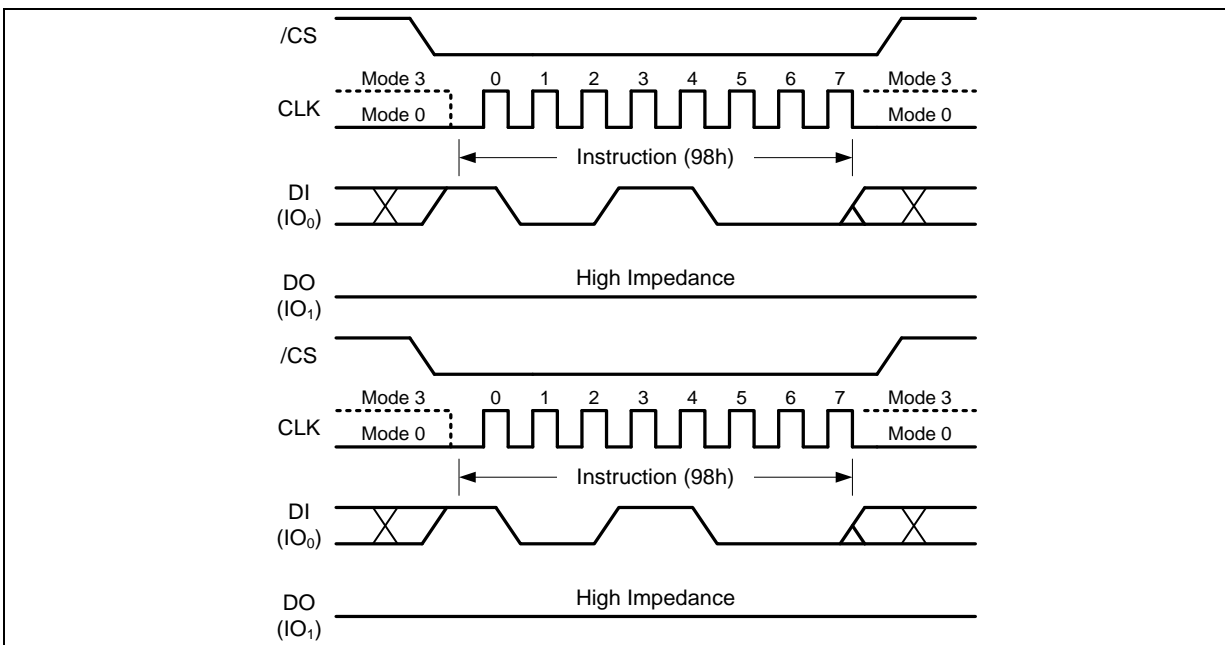 /CS
CLK
Mode 3 0 1 2 3 4 5 6 7 Mode 3
Mode 0 Mode 0
Instruction (98h)
DI
(IO₀)
High Impedance
DO
(IO₁)
/CS
CLK
Mode 3 0 1 2 3 4 5 6 7 Mode 3
Mode 0 Mode 0
Instruction (98h)
DI
(IO₀)
High Impedance
DO
(IO₁)